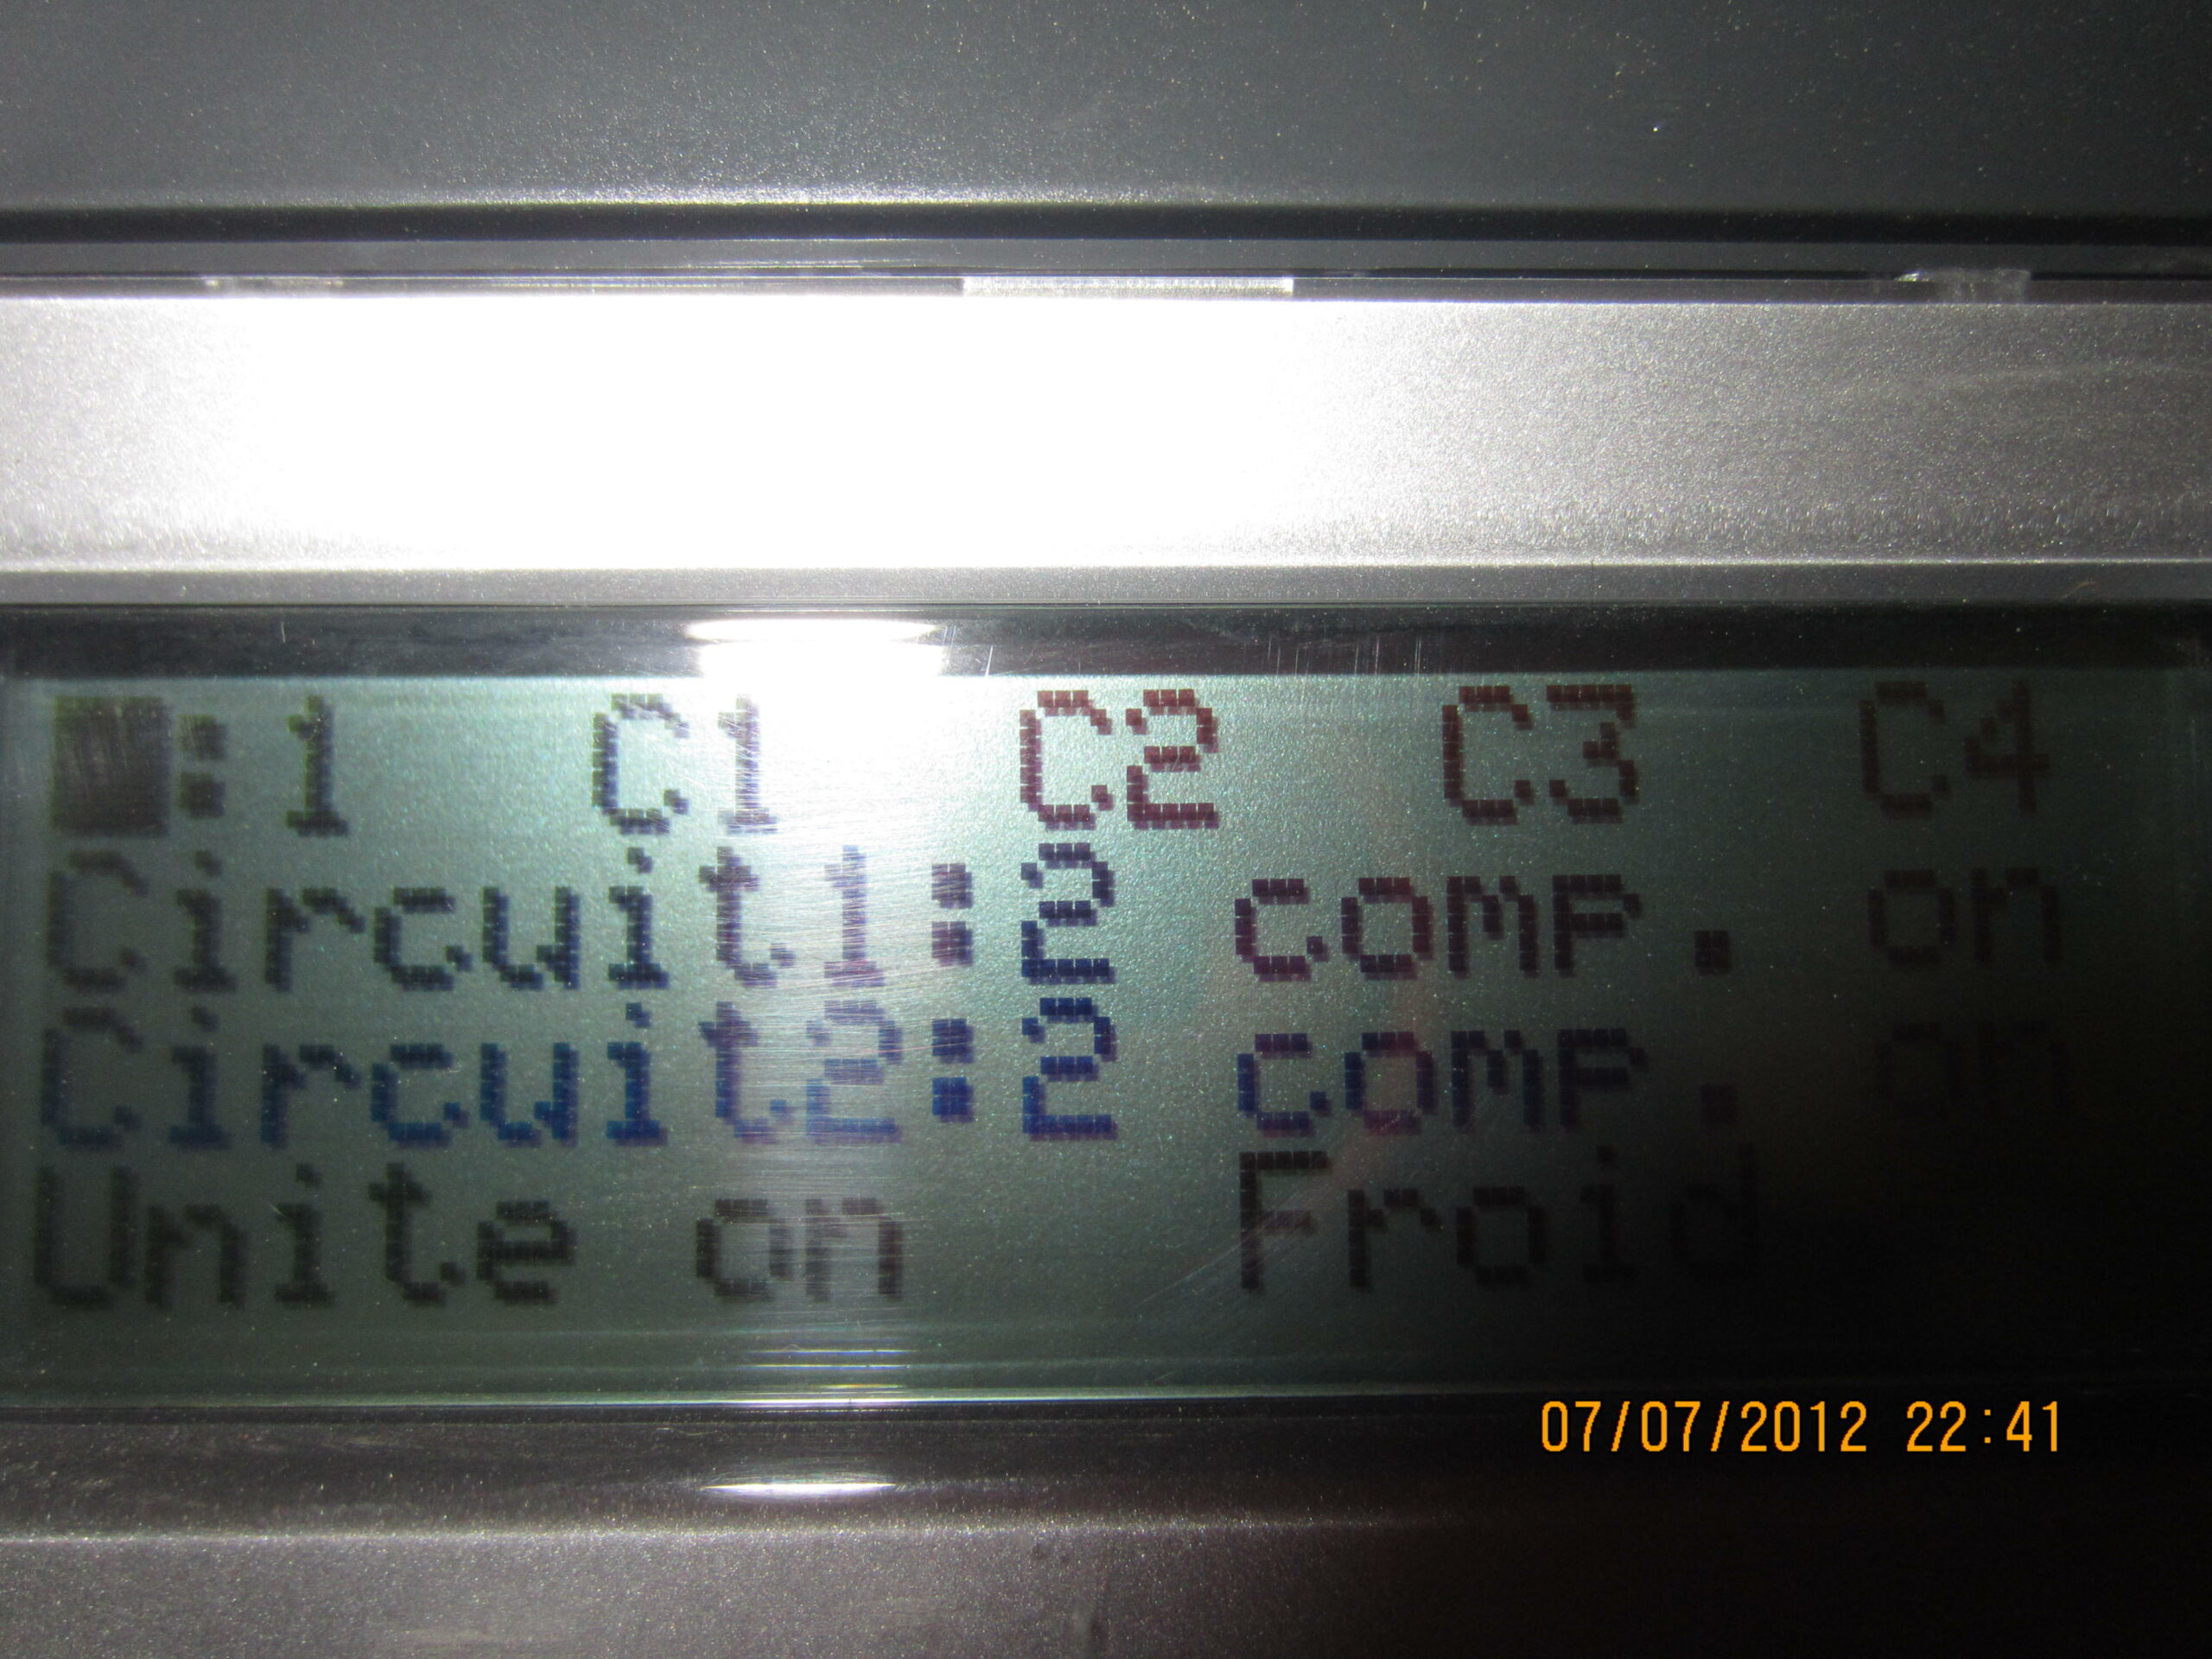 :1 C1 C2 C3 C4
Circuit1:2 comp. on
Circuit2:2 comp. on
Unite on Froid
07/07/2012 22:41